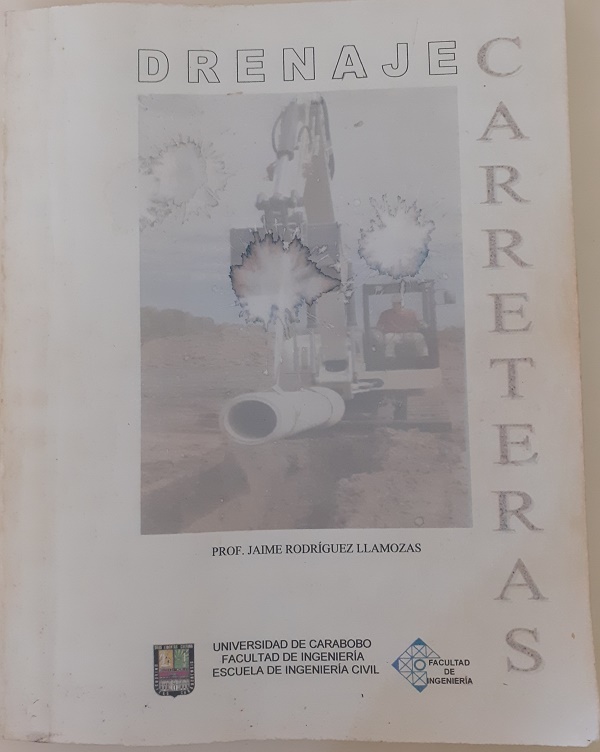 DRENAJE
CARRETERAS
PROF. JAIME RODRÍGUEZ LLAMOZAS
UNIVERSIDAD DE CARABOBO
FACULTAD DE INGENIERÍA
ESCUELA DE INGENIERÍA CIVIL
FACULTAD
DE
INGENIERÍA